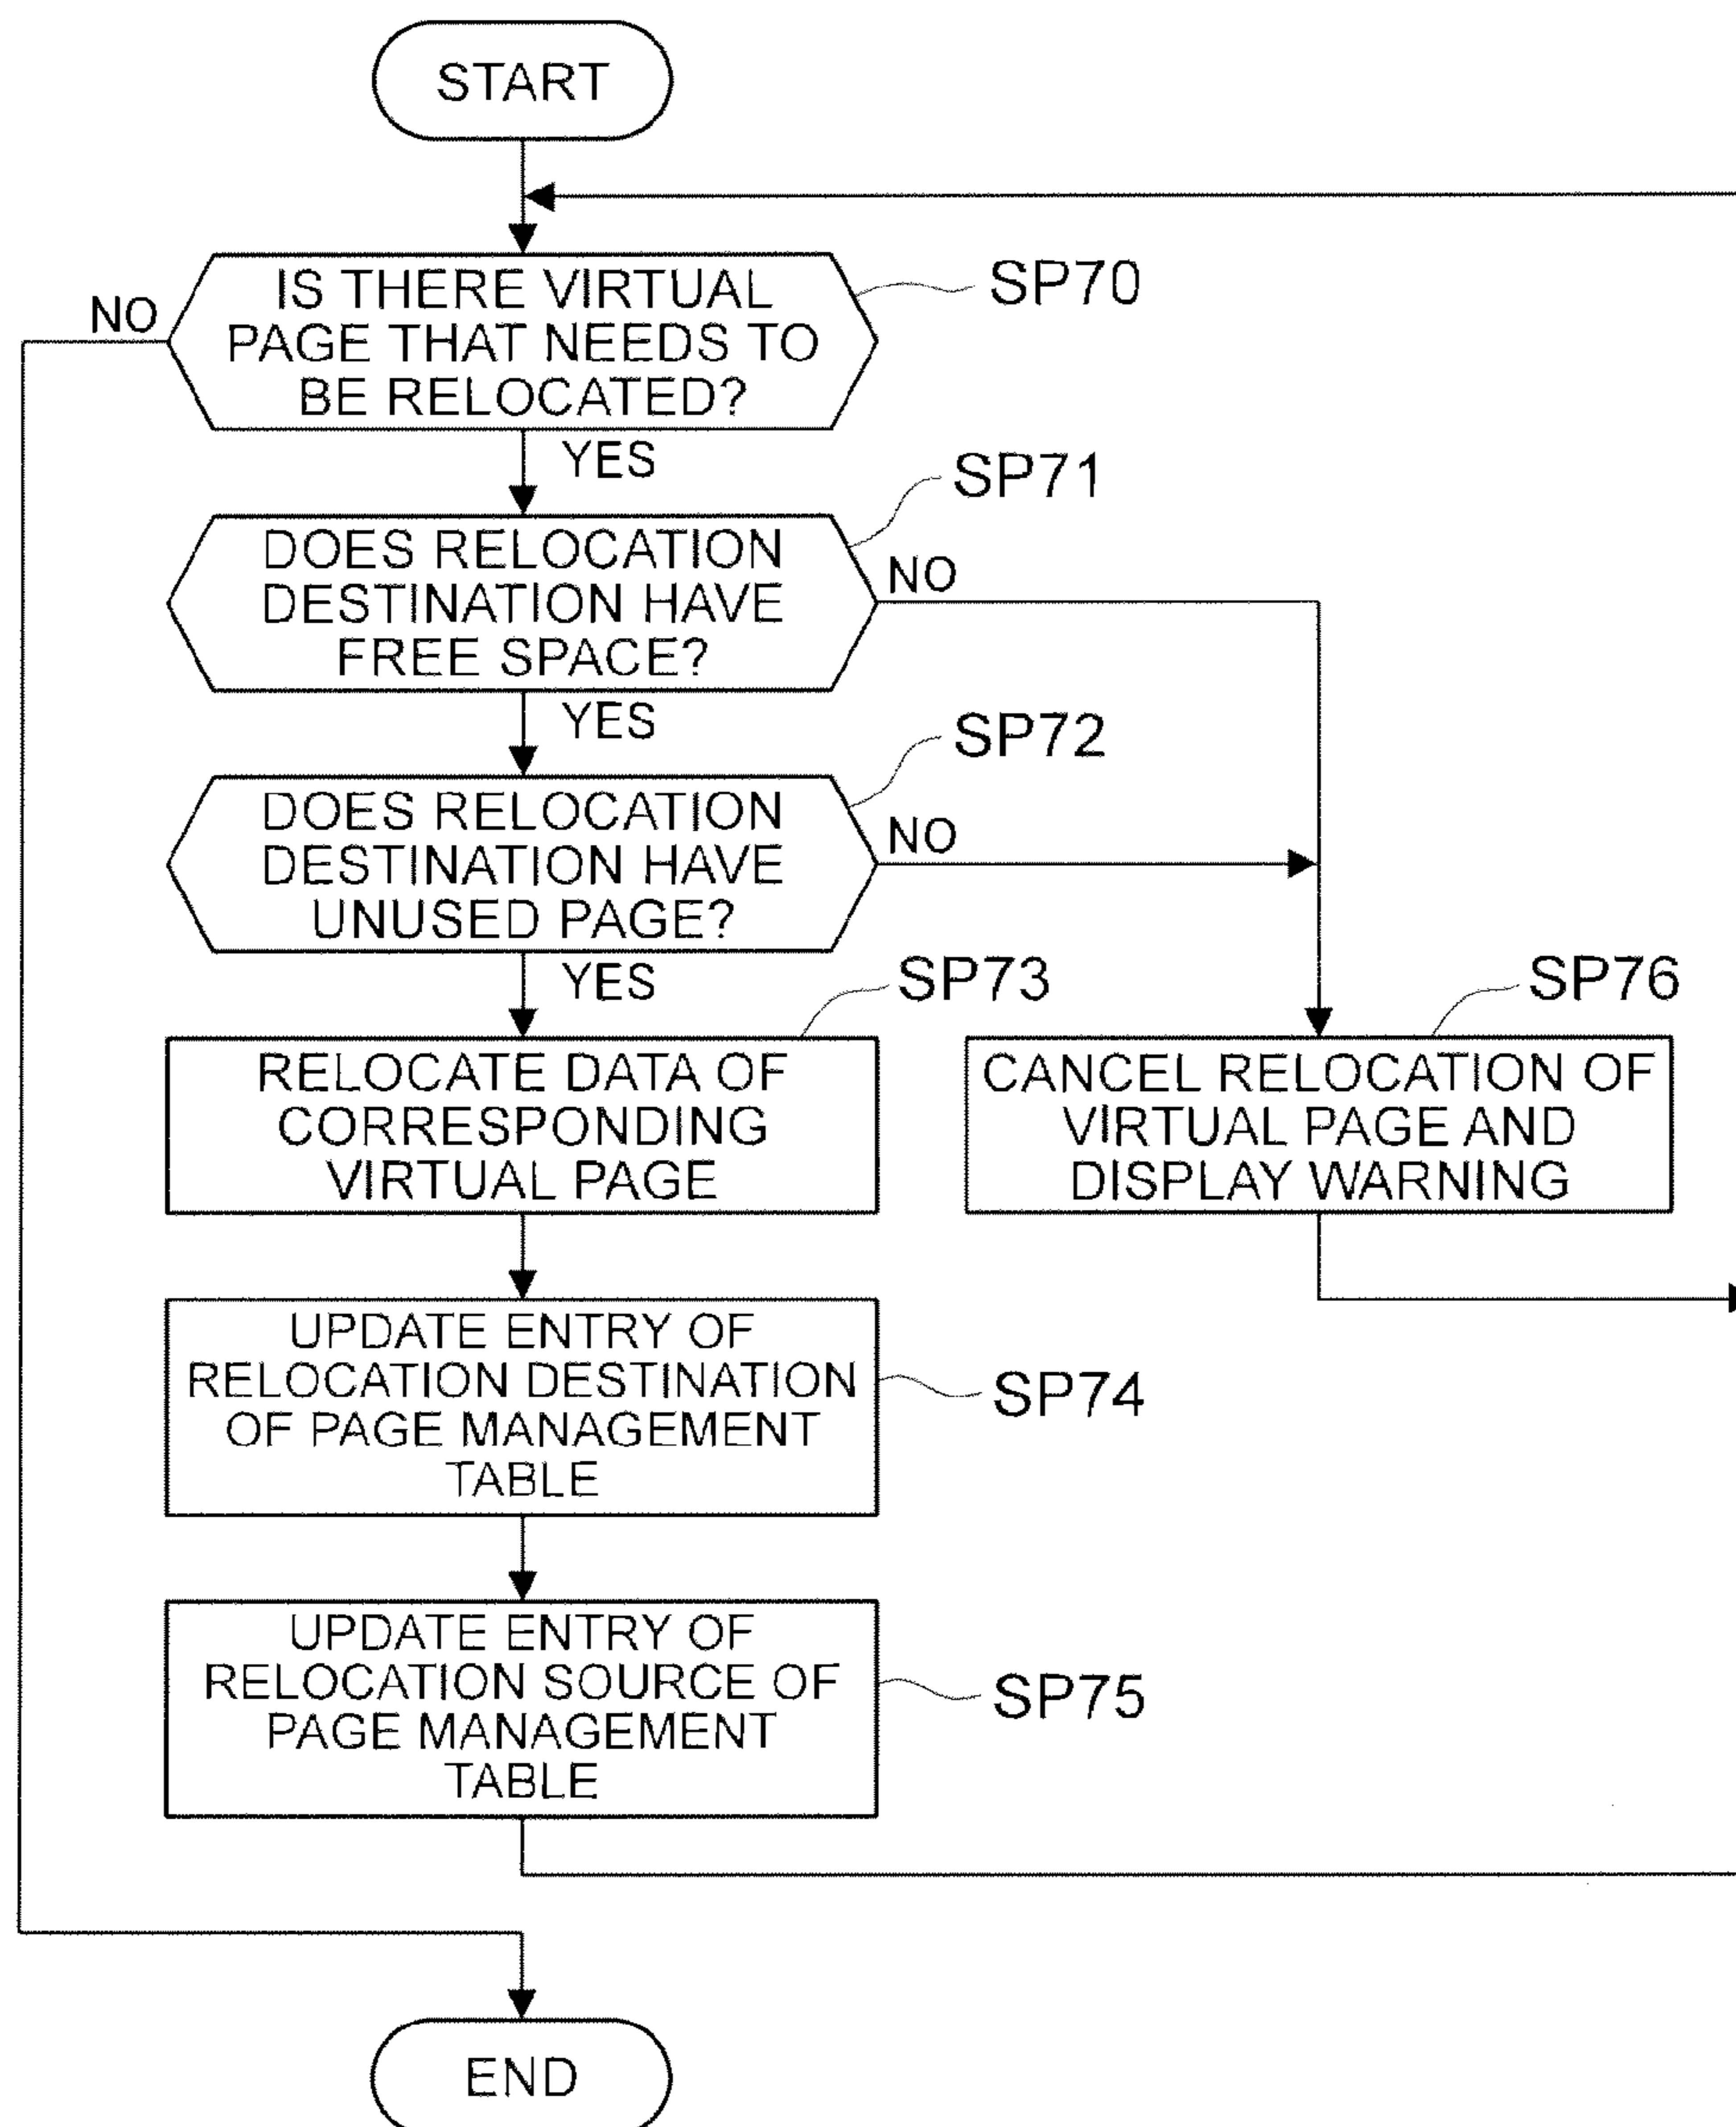 START
IS THERE VIRTUAL
PAGE THAT NEEDS TO
BE RELOCATED?
SP70
NO
YES
DOES RELOCATION
DESTINATION HAVE
FREE SPACE?
SP71
NO
YES
DOES RELOCATION
DESTINATION HAVE
UNUSED PAGE?
SP72
NO
YES
RELOCATE DATA OF
CORRESPONDING
VIRTUAL PAGE
SP73
CANCEL RELOCATION OF
VIRTUAL PAGE AND
DISPLAY WARNING
SP76
UPDATE ENTRY OF
RELOCATION DESTINATION
OF PAGE MANAGEMENT
TABLE
SP74
UPDATE ENTRY OF
RELOCATION SOURCE OF
PAGE MANAGEMENT
TABLE
SP75
END